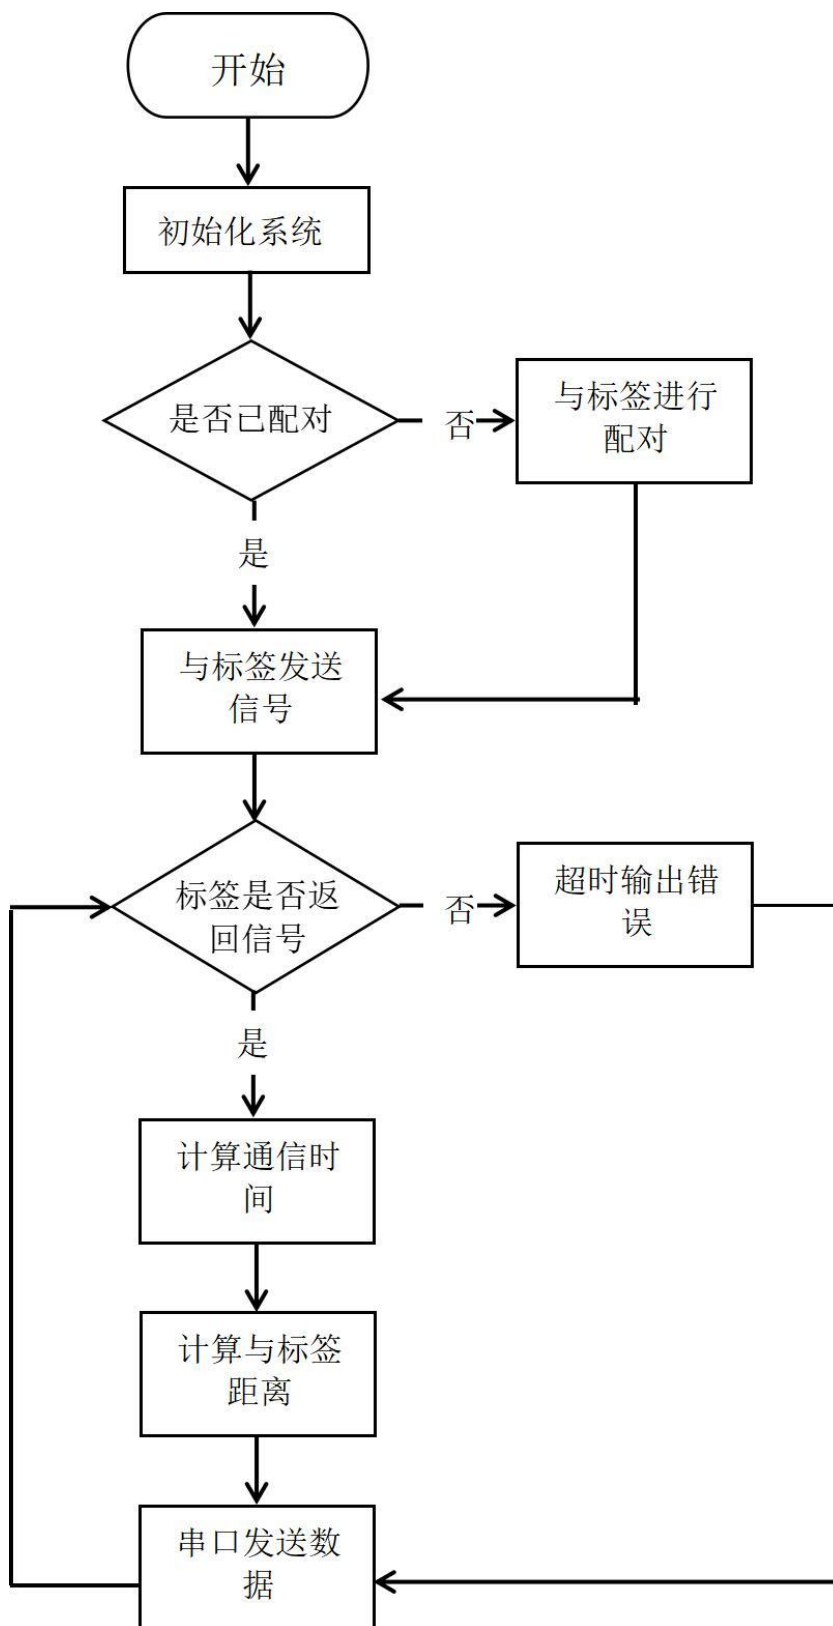 开始
初始化系统
是否已配对
否
与标签进行
配对
是
与标签发送
信号
标签是否返
回信号
否
超时输出错
误
是
计算通信时
间
计算与标签
距离
串口发送数
据